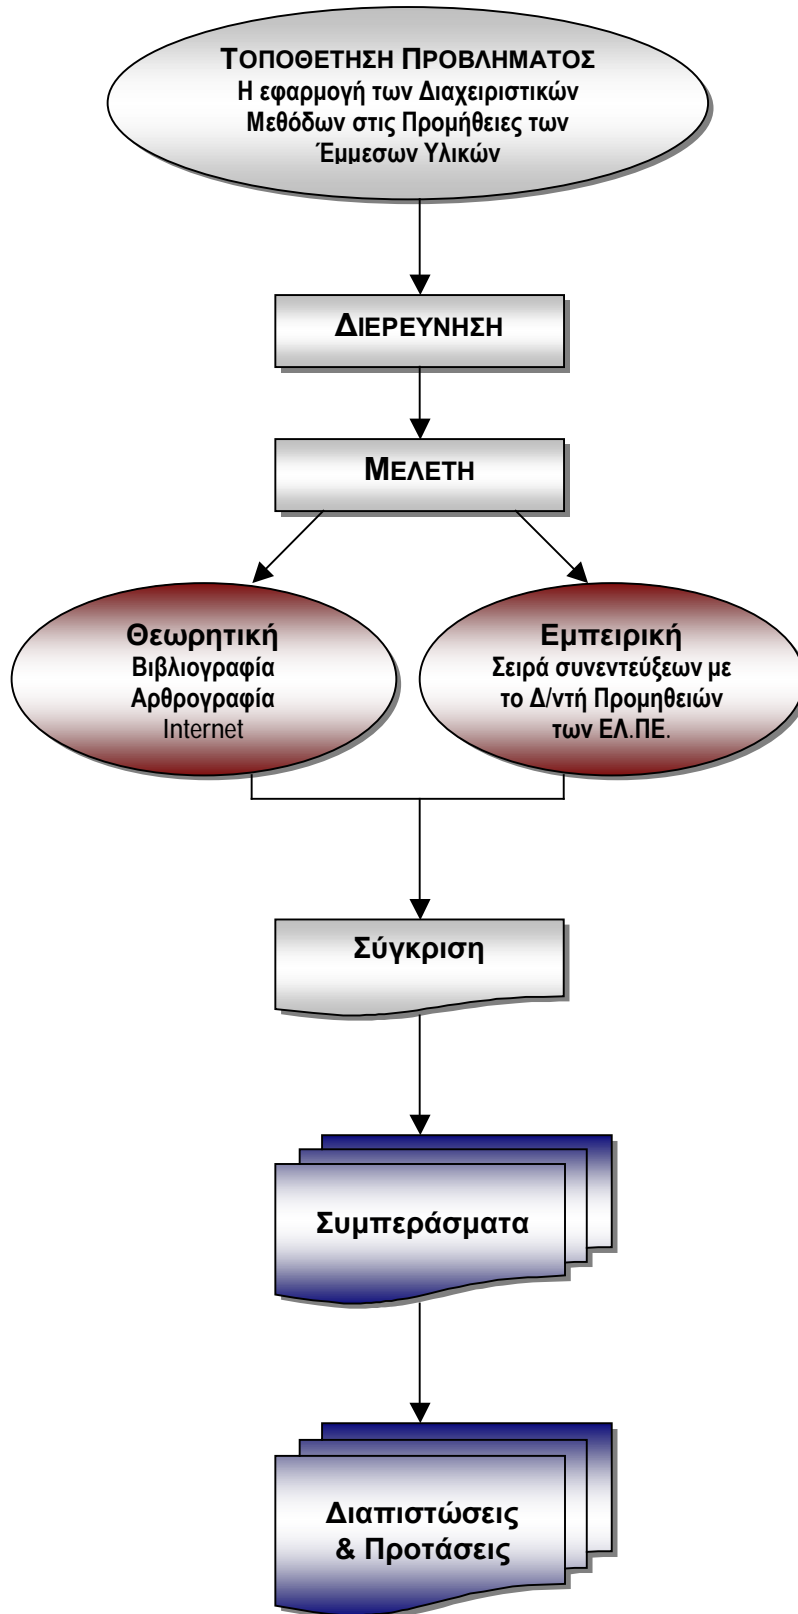 ΤΟΠΟΘΕΤΗΣΗ ΠΡΟΒΛΗΜΑΤΟΣ
Η εφαρμογή των Διαχειριστικών
Μεθόδων στις Προμήθειες των
Έμμεσων Υλικών
ΔΙΕΡΕΥΝΗΣΗ
ΜΕΛΕΤΗ
Θεωρητική
Βιβλιογραφία
Αρθρογραφία
Internet
Εμπειρική
Σειρά συνεντεύξεων με
το Δ/ντή Προμηθειών
των ΕΛ.ΠΕ.
Σύγκριση
Συμπεράσματα
Διαπιστώσεις
& Προτάσεις